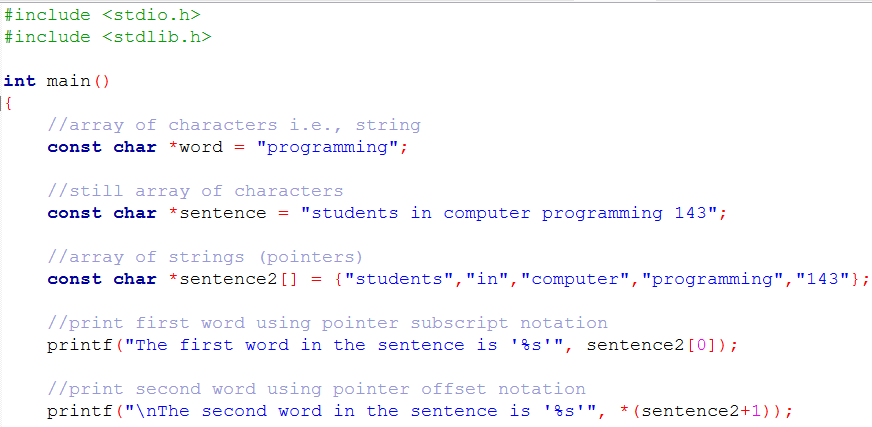 #include <stdio.h>
#include <stdlib.h>

int main()
{
    //array of characters i.e., string
    const char *word = "programming";

    //still array of characters
    const char *sentence = "students in computer programming 143";

    //array of strings (pointers)
    const char *sentence2[] = {"students","in","computer","programming","143"};

    //print first word using pointer subscript notation
    printf("The first word in the sentence is '%s'", sentence2[0]);

    //print second word using pointer offset notation
    printf("\nThe second word in the sentence is '%s'", *(sentence2+1));